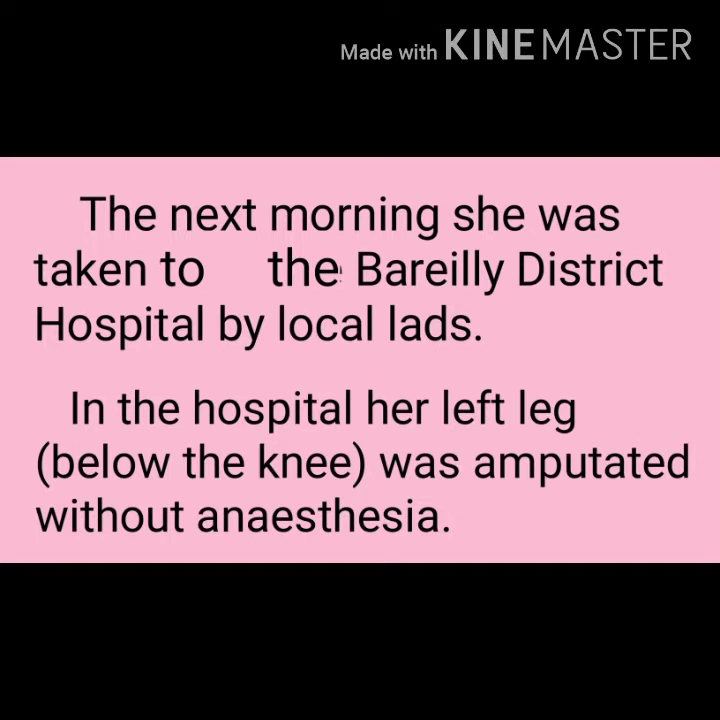 Made with KINEMASTER
The next morning she was
taken to the Bareilly District
Hospital by local lads.
In the hospital her left leg
(below the knee) was amputated
without anaesthesia.